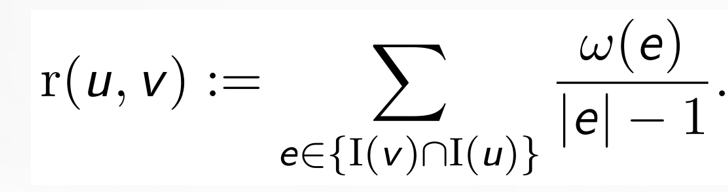 r(u, v) := ∑_{e∈{I(v)∩I(u)}} ω(e) / (|e| − 1).